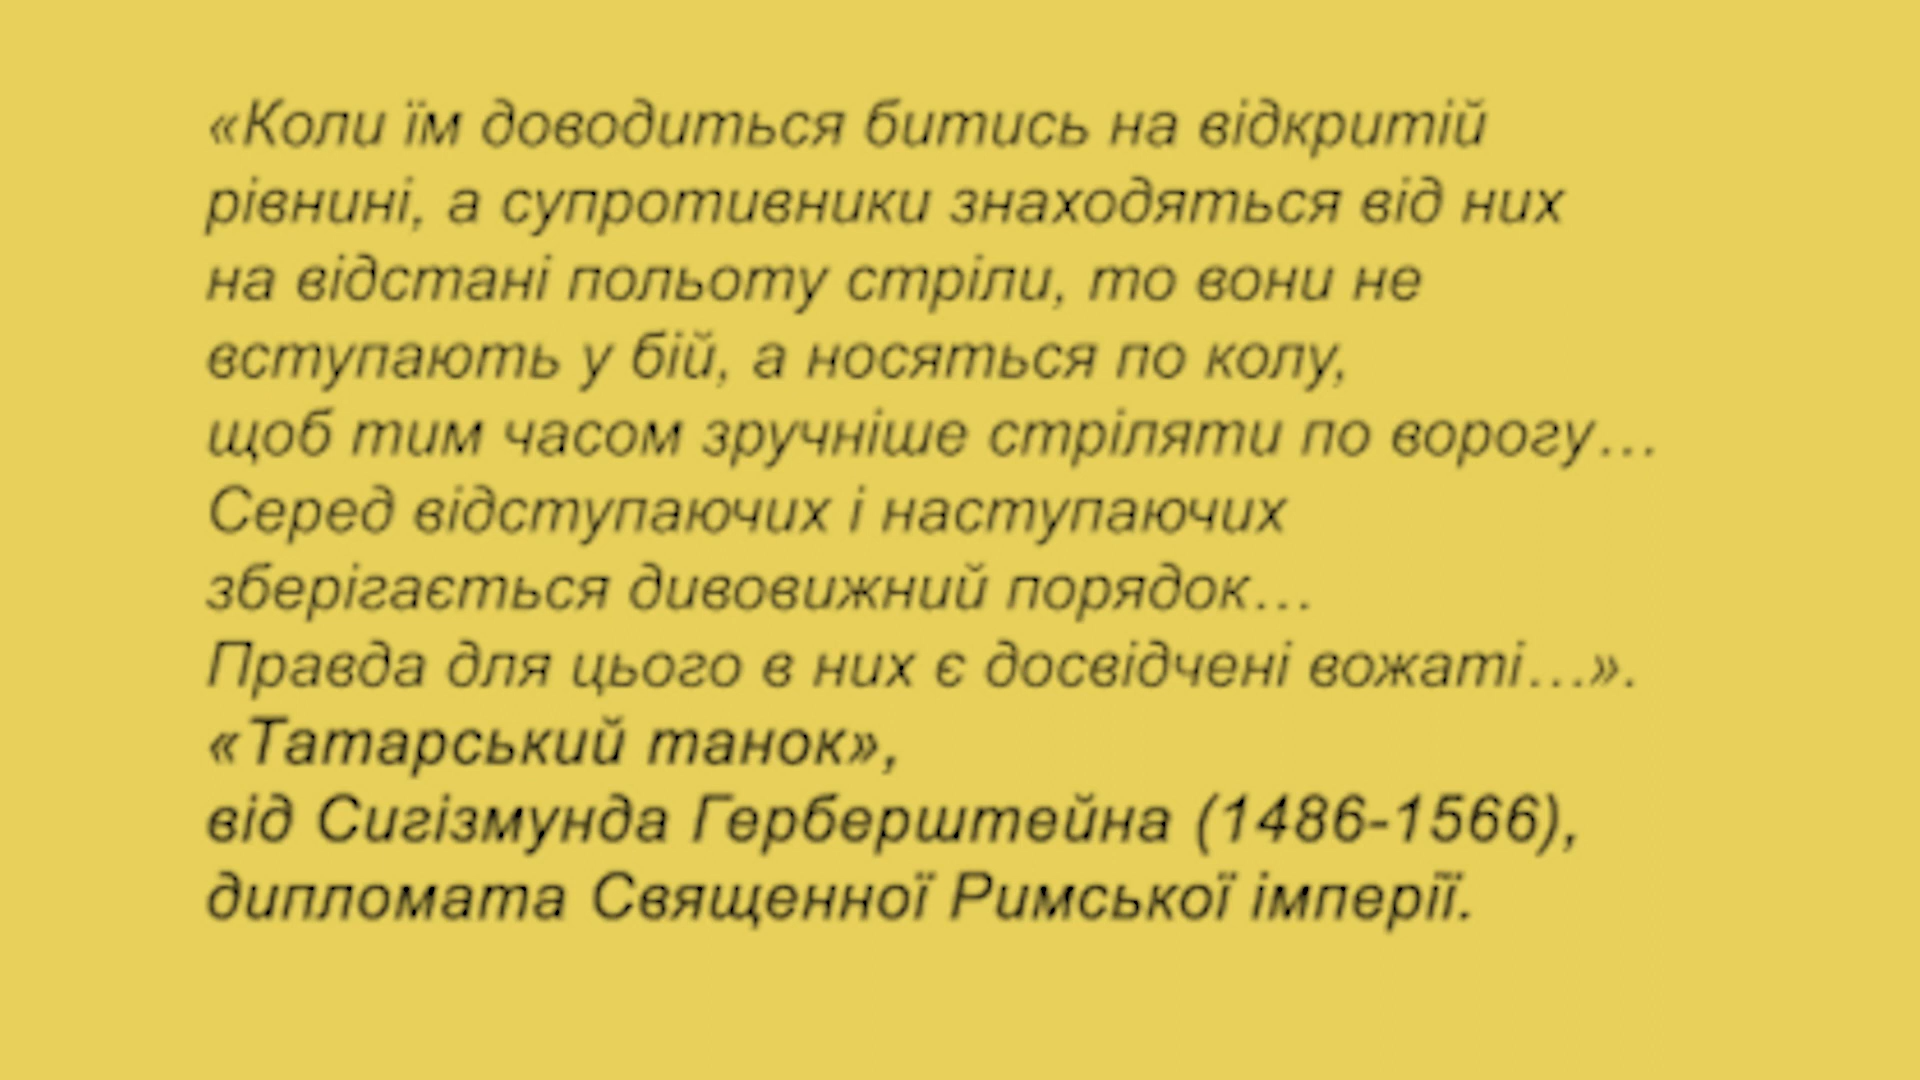 «Коли їм доводиться битись на відкритій
рівнині, а супротивники знаходяться від них
на відстані польоту стріли, то вони не
вступають у бій, а носяться по колу,
щоб тим часом зручніше стріляти по ворогу…
Серед відступаючих і наступаючих
зберігається дивовижний порядок…
Правда для цього в них є досвідчені вожаті…».
«Татарський танок»,
від Сигізмунда Герберштейна (1486-1566),
дипломата Священної Римської імперії.